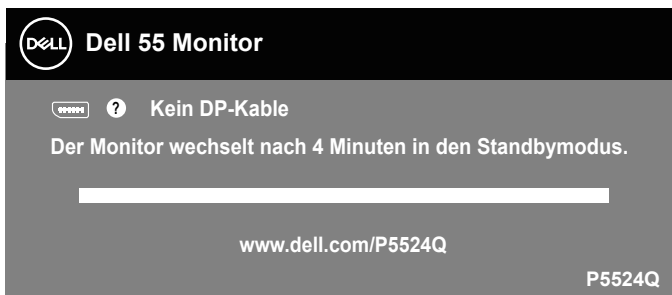 DELL Dell 55 Monitor
? Kein DP-Kable
Der Monitor wechselt nach 4 Minuten in den Standbymodus.
www.dell.com/P5524Q
P5524Q